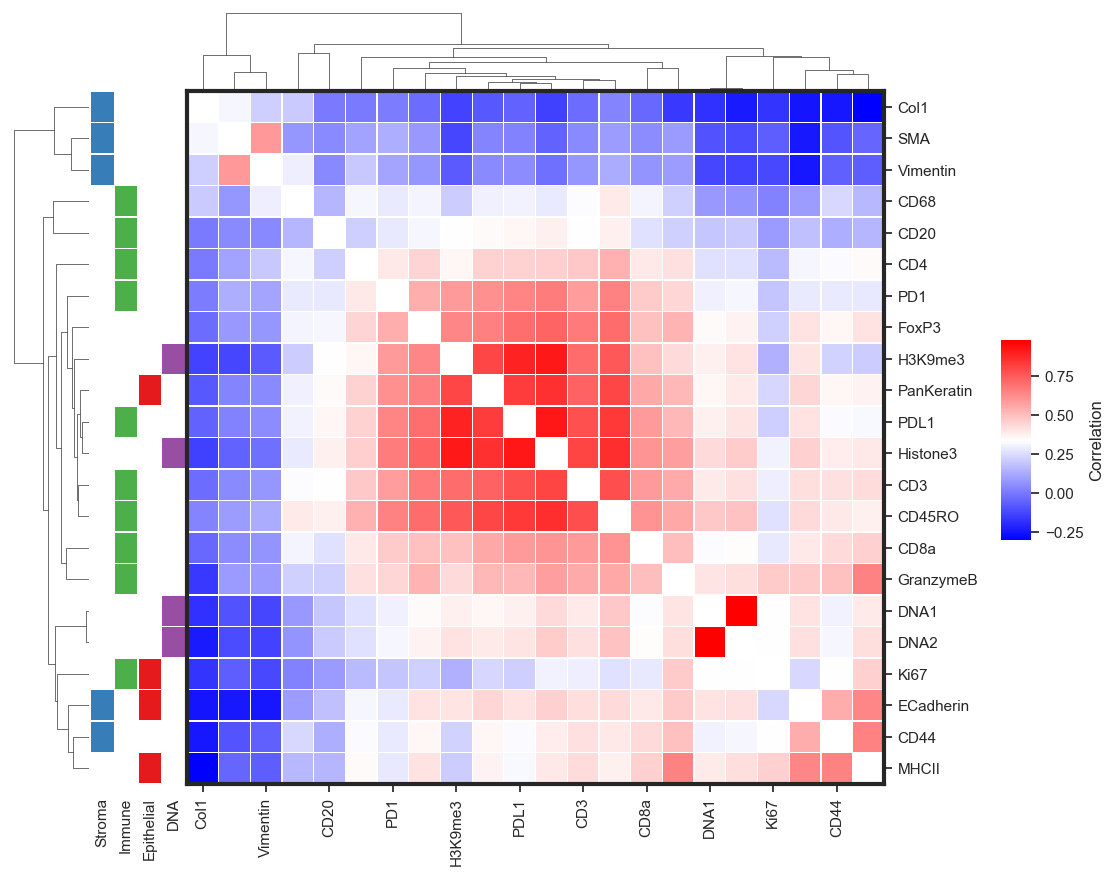 Col1
SMA
Vimentin
CD68
CD20
CD4
PD1
FoxP3
H3K9me3
PanKeratin
PDL1
Histone3
CD3
CD45RO
CD8a
GranzymeB
DNA1
DNA2
Ki67
ECadherin
CD44
MHCII
0.75
0.50
0.25
0.00
−0.25
Correlation
Stroma
Immune
Epithelial
DNA
Col1
Vimentin
CD20
PD1
H3K9me3
PDL1
CD3
CD8a
DNA1
Ki67
CD44